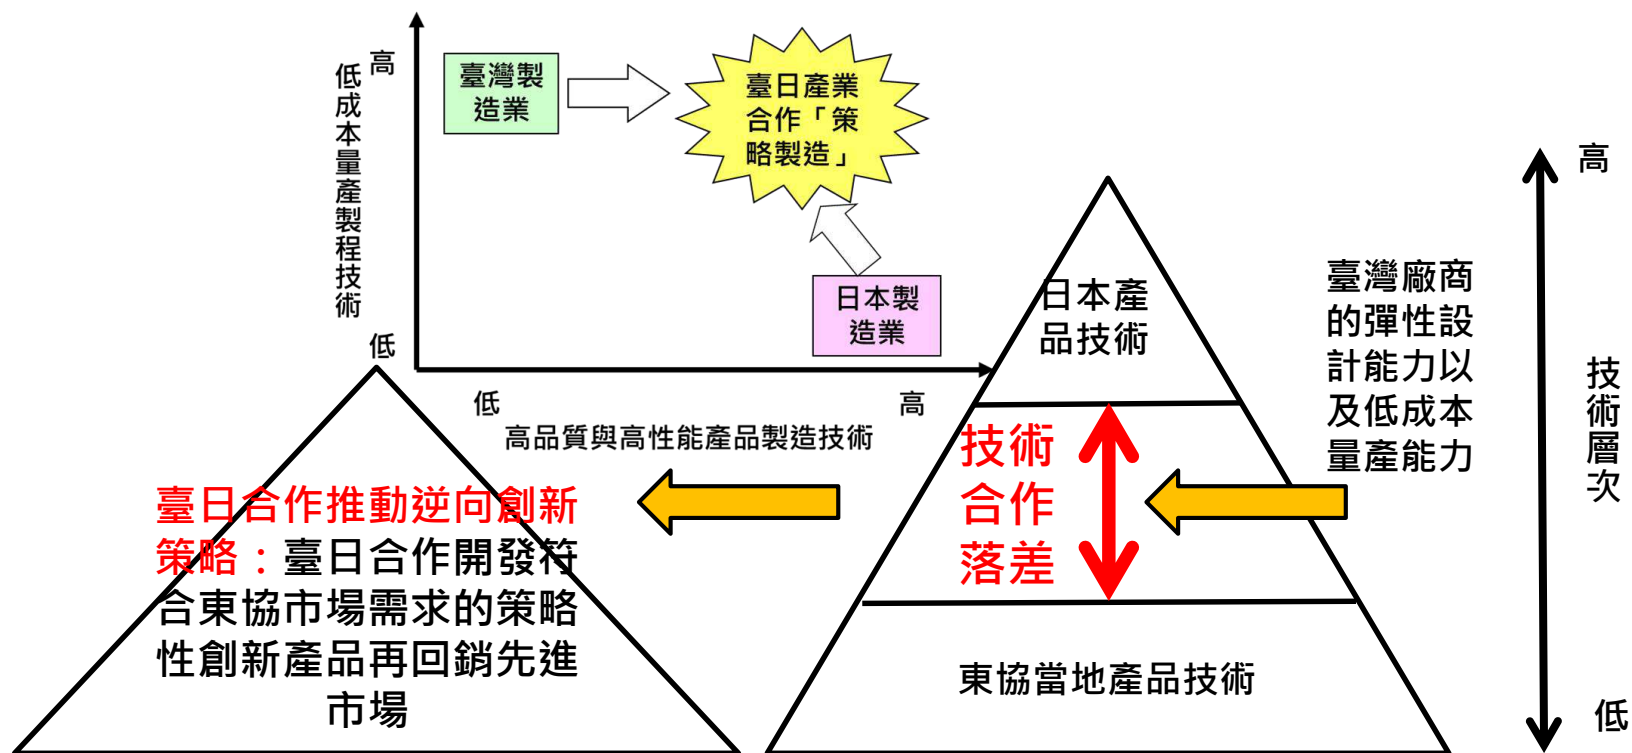 高
低成本量產製程技術
低
臺灣製
造業
臺日產業
合作「策
略製造」
日本製
造業
低
高
高品質與高性能產品製造技術
臺日合作推動逆向創新
策略：臺日合作開發符
合東協市場需求的策略
性創新產品再回銷先進
市場
日本產
品技術
技術
合作
落差
東協當地產品技術
臺灣廠商
的彈性設
計能力以
及低成本
量產能力
高
技術層次
低